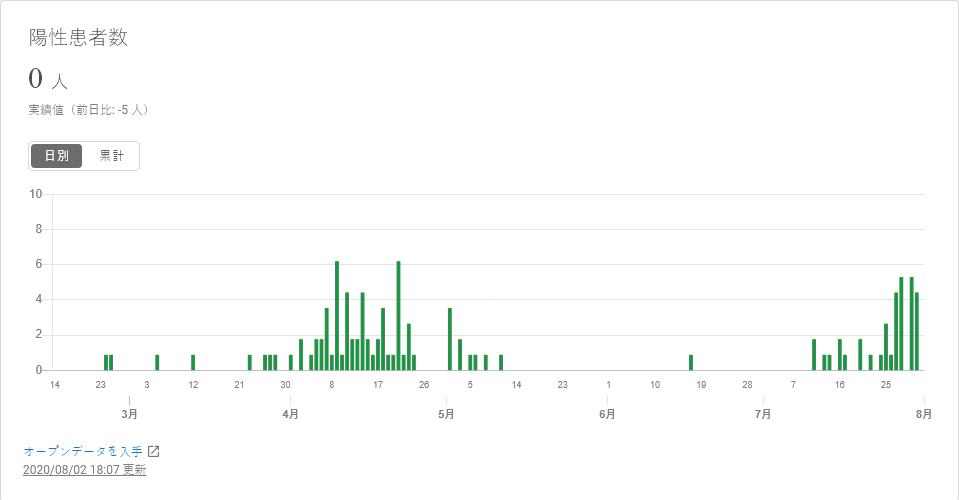 陽性患者数
0 人
実績値（前日比: -5 人）
日別 累計
10
8
6
4
2
0
14 23 3 12 21 30 8 17 26 5 14 23 1 10 19 28 7 16 25
3月 4月 5月 6月 7月 8月
オープンデータを入手
2020/08/02 18:07 更新